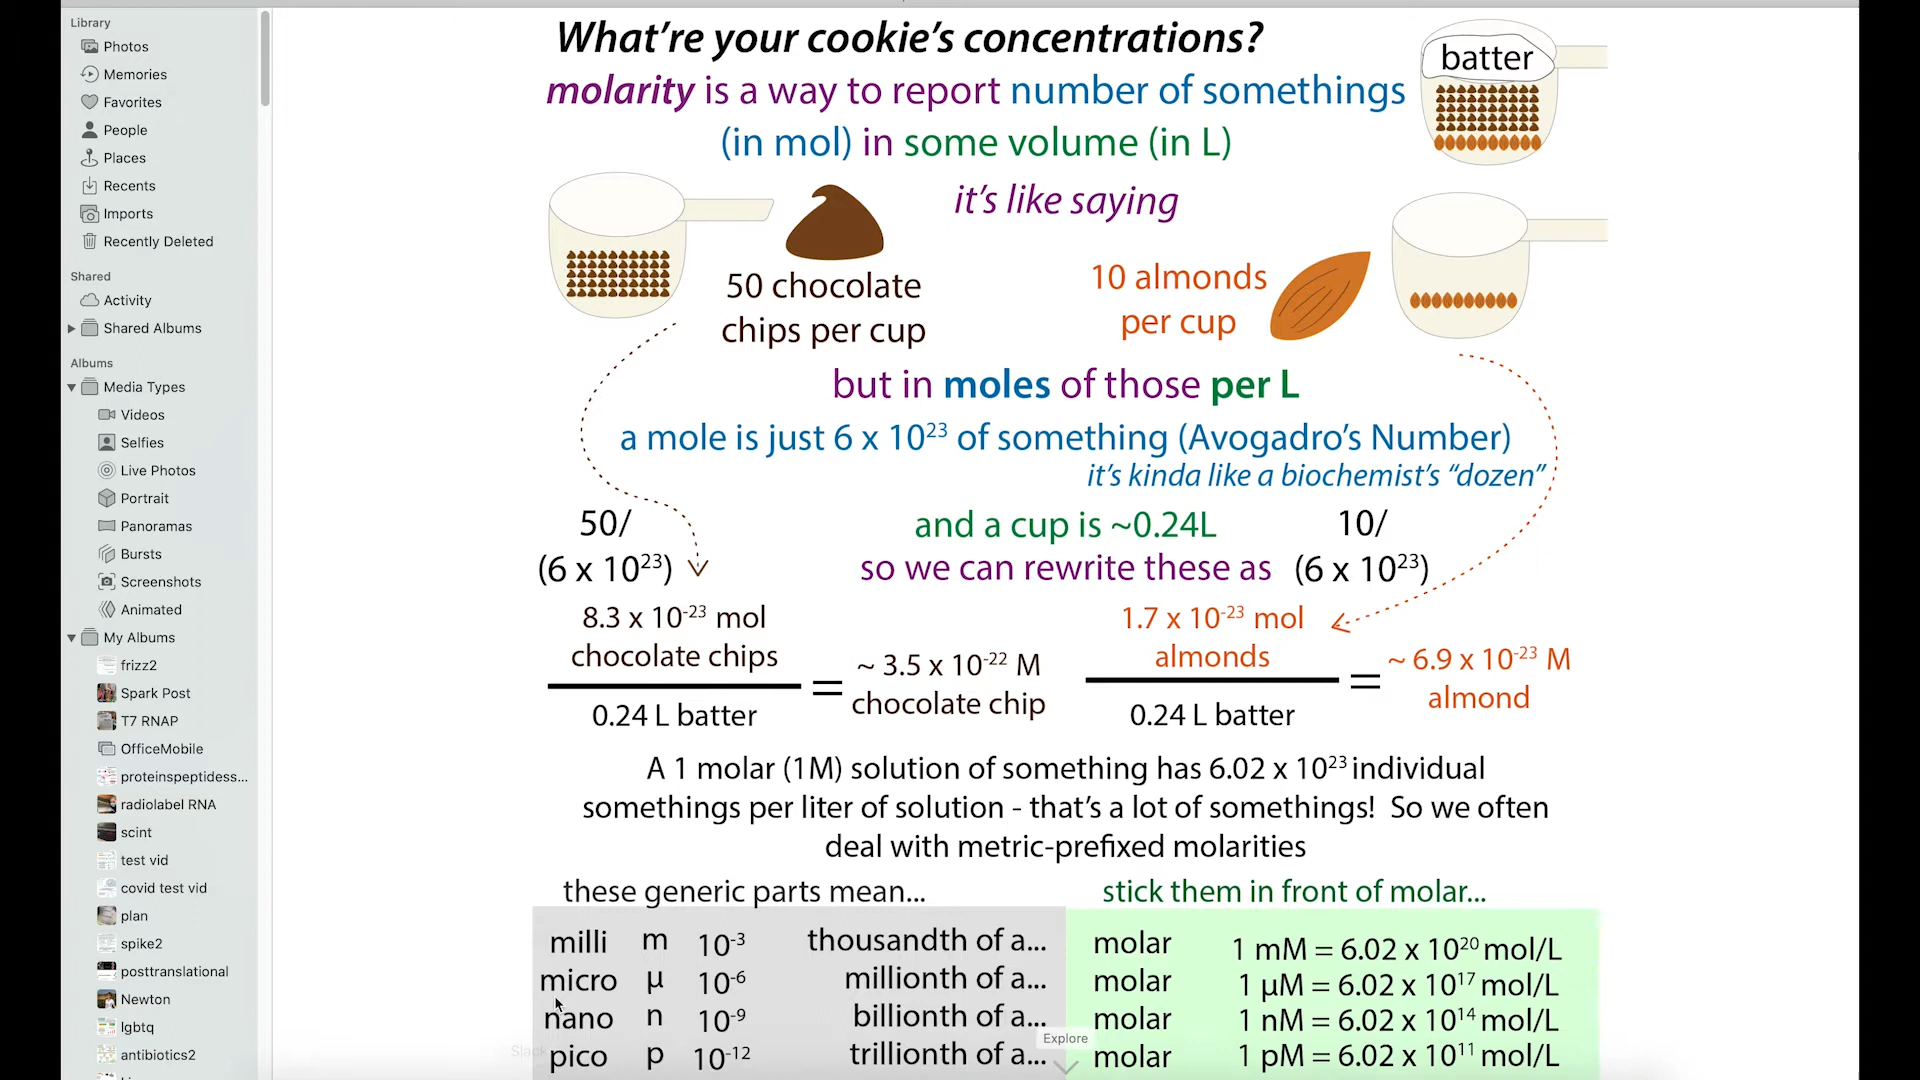 Library
Photos
Memories
Favorites
People
Places
Recents
Imports
Recently Deleted
Shared
Activity
Shared Albums
Albums
Media Types
Videos
Selfies
Live Photos
Portrait
Panoramas
Bursts
Screenshots
Animated
My Albums
frizz2
Spark Post
T7 RNAP
OfficeMobile
proteinspeptidess...
radiolabel RNA
scint
test vid
covid test vid
plan
spike2
posttranslational
Newton
lgbtq
antibiotics2
What're your cookie's concentrations?
batter
molarity is a way to report number of somethings
(in mol) in some volume (in L)
it's like saying
50 chocolate
chips per cup
10 almonds
per cup
but in moles of those per L
a mole is just 6 x 10²³ of something (Avogadro's Number)
it's kinda like a biochemist's "dozen"
50/
(6 x 10²³)
and a cup is ~0.24L
so we can rewrite these as
10/
(6 x 10²³)
8.3 x 10⁻²³ mol
chocolate chips
0.24 L batter
=
~ 3.5 x 10⁻²² M
chocolate chip
1.7 x 10⁻²³ mol
almonds
0.24 L batter
=
~ 6.9 x 10⁻²³ M
almond
A 1 molar (1M) solution of something has 6.02 x 10²³ individual
somethings per liter of solution - that's a lot of somethings! So we often
deal with metric-prefixed molarities
these generic parts mean...
stick them in front of molar...
milli m 10⁻³ thousandth of a... molar 1 mM = 6.02 x 10²⁰ mol/L
micro µ 10⁻⁶ millionth of a... molar 1 µM = 6.02 x 10¹⁷ mol/L
nano n 10⁻⁹ billionth of a... molar 1 nM = 6.02 x 10¹⁴ mol/L
Slack
Explore
pico p 10⁻¹² trillionth of a... molar 1 pM = 6.02 x 10¹¹ mol/L